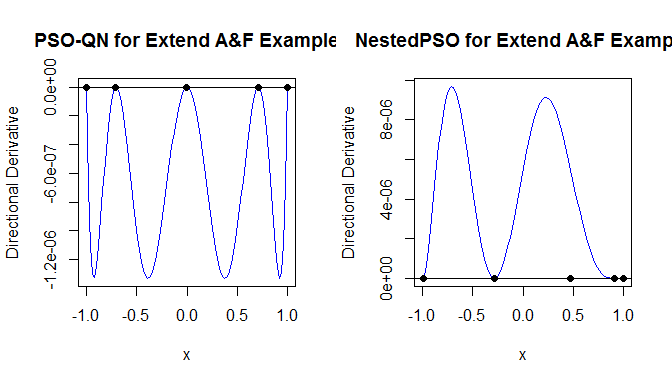 PSO-QN for Extend A&F Example
NestedPSO for Extend A&F Examp
Directional Derivative
0.0e+00
-6.0e-07
-1.2e-06
-1.0
-0.5
0.0
0.5
1.0
x
Directional Derivative
8e-06
4e-06
0e+00
-1.0
-0.5
0.0
0.5
1.0
x